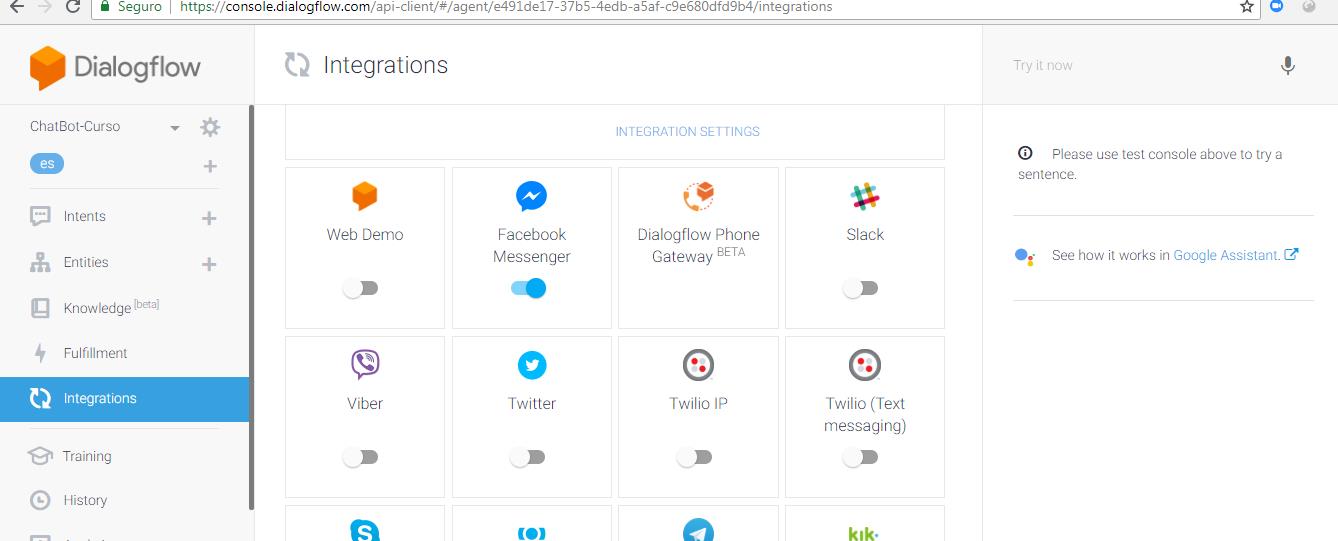 Seguro
https://console.dialogflow.com/api-client/#/agent/e491de17-37b5-4edb-a5af-c9e680dfd9b4/integrations
Dialogflow
ChatBot-Curso
es
Intents
Entities
Knowledge [beta]
Fulfillment
Integrations
Training
History
Integrations
INTEGRATION SETTINGS
Web Demo
Facebook
Messenger
Dialogflow Phone
Gateway BETA
Slack
Viber
Twitter
Twilio IP
Twilio (Text
messaging)
kik
Try it now
Please use test console above to try a
sentence.
See how it works in Google Assistant.